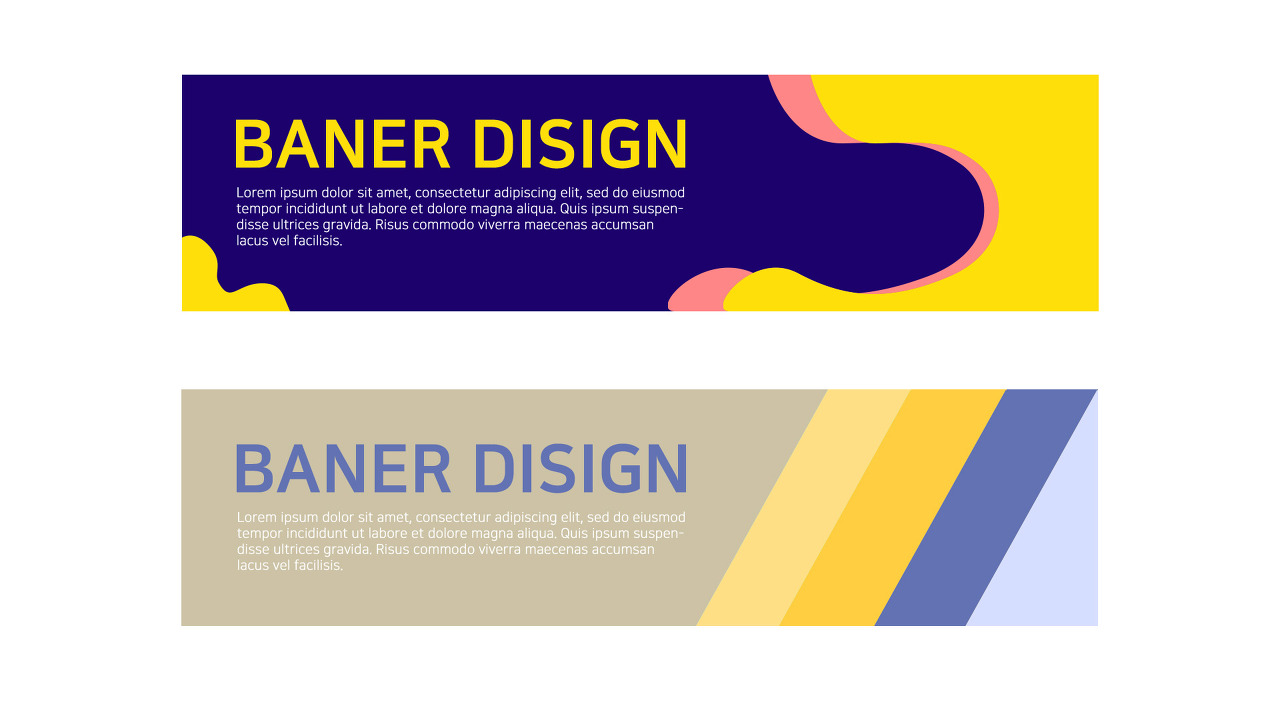 BANER DISIGN
Lorem ipsum dolor sit amet, consectetur adipiscing elit, sed do eiusmod
tempor incididunt ut labore et dolore magna aliqua. Quis ipsum suspen-
disse ultrices gravida. Risus commodo viverra maecenas accumsan
lacus vel facilisis.
BANER DISIGN
Lorem ipsum dolor sit amet, consectetur adipiscing elit, sed do eiusmod
tempor incididunt ut labore et dolore magna aliqua. Quis ipsum suspen-
disse ultrices gravida. Risus commodo viverra maecenas accumsan
lacus vel facilisis.